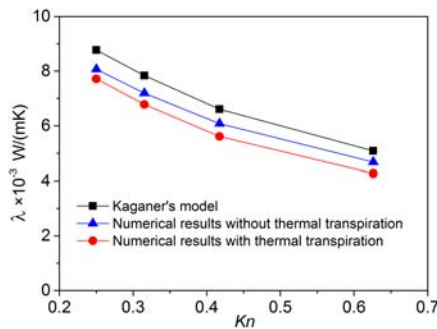 10
8
6
4
2
0
λ ×10⁻³ W/(mK)
Kaganer's model
Numerical results without thermal transpiration
Numerical results with thermal transpiration
0.2 0.3 0.4 0.5 0.6 0.7
Kn